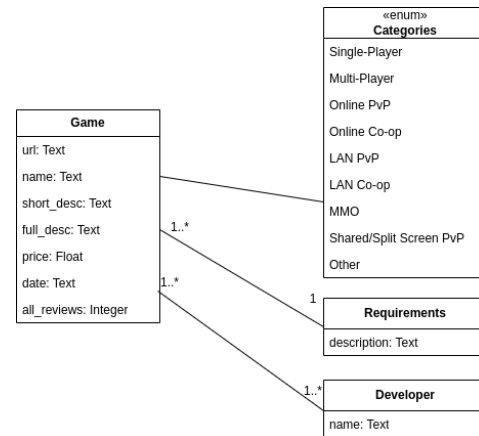 «enum»
Categories
Single-Player
Multi-Player
Online PvP
Online Co-op
LAN PvP
LAN Co-op
MMO
Shared/Split Screen PvP
Other
Game
url: Text
name: Text
short_desc: Text
full_desc: Text
price: Float
date: Text
all_reviews: Integer
1..*
1..*
1
1..*
Requirements
description: Text
Developer
name: Text